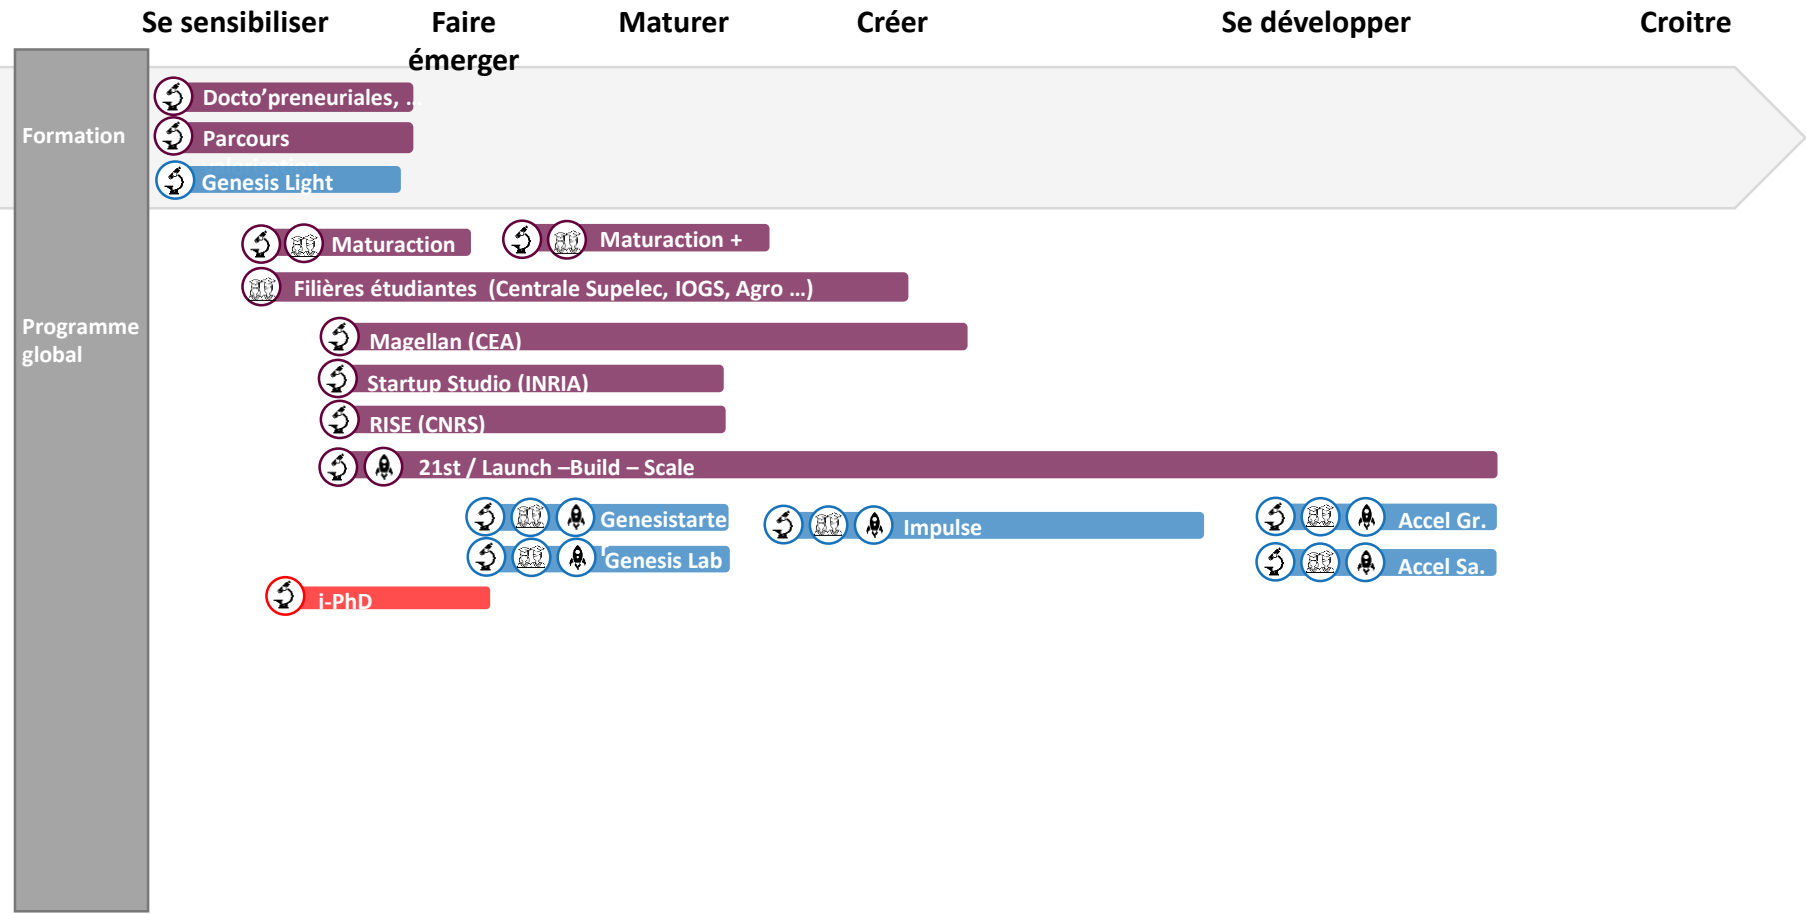 Se sensibiliser
Faire
émerger
Maturer
Créer
Se développer
Croitre
Formation
Docto’preneuriales, ...
Parcours
valorisation
Genesis Light
Programme
global
Maturaction
Maturaction +
Filières étudiantes (Centrale Supelec, IOGS, Agro ...)
Magellan (CEA)
Startup Studio (INRIA)
RISE (CNRS)
21st / Launch –Build – Scale
Genesistarte
r
Impulse
Accel Gr.
Genesis Lab
Accel Sa.
i-PhD